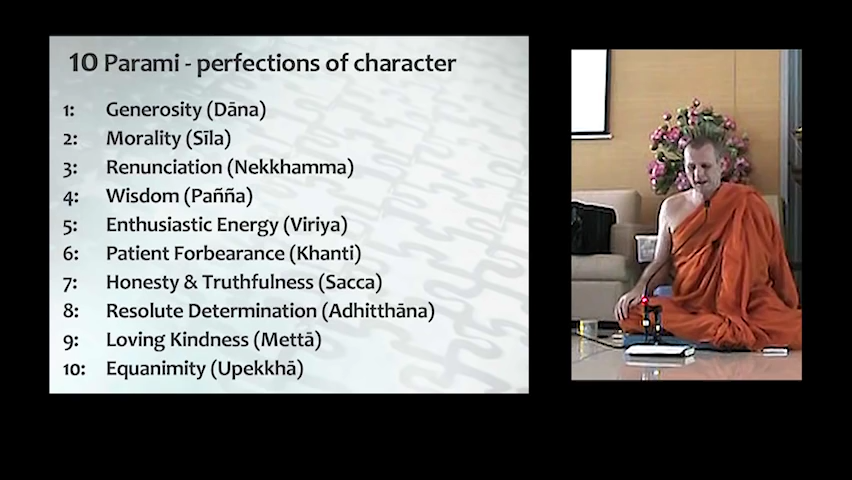 10 Parami - perfections of character
1: Generosity (Dāna)
2: Morality (Sīla)
3: Renunciation (Nekkhamma)
4: Wisdom (Pañña)
5: Enthusiastic Energy (Viriya)
6: Patient Forbearance (Khanti)
7: Honesty & Truthfulness (Sacca)
8: Resolute Determination (Adhitthāna)
9: Loving Kindness (Mettā)
10: Equanimity (Upekkhā)